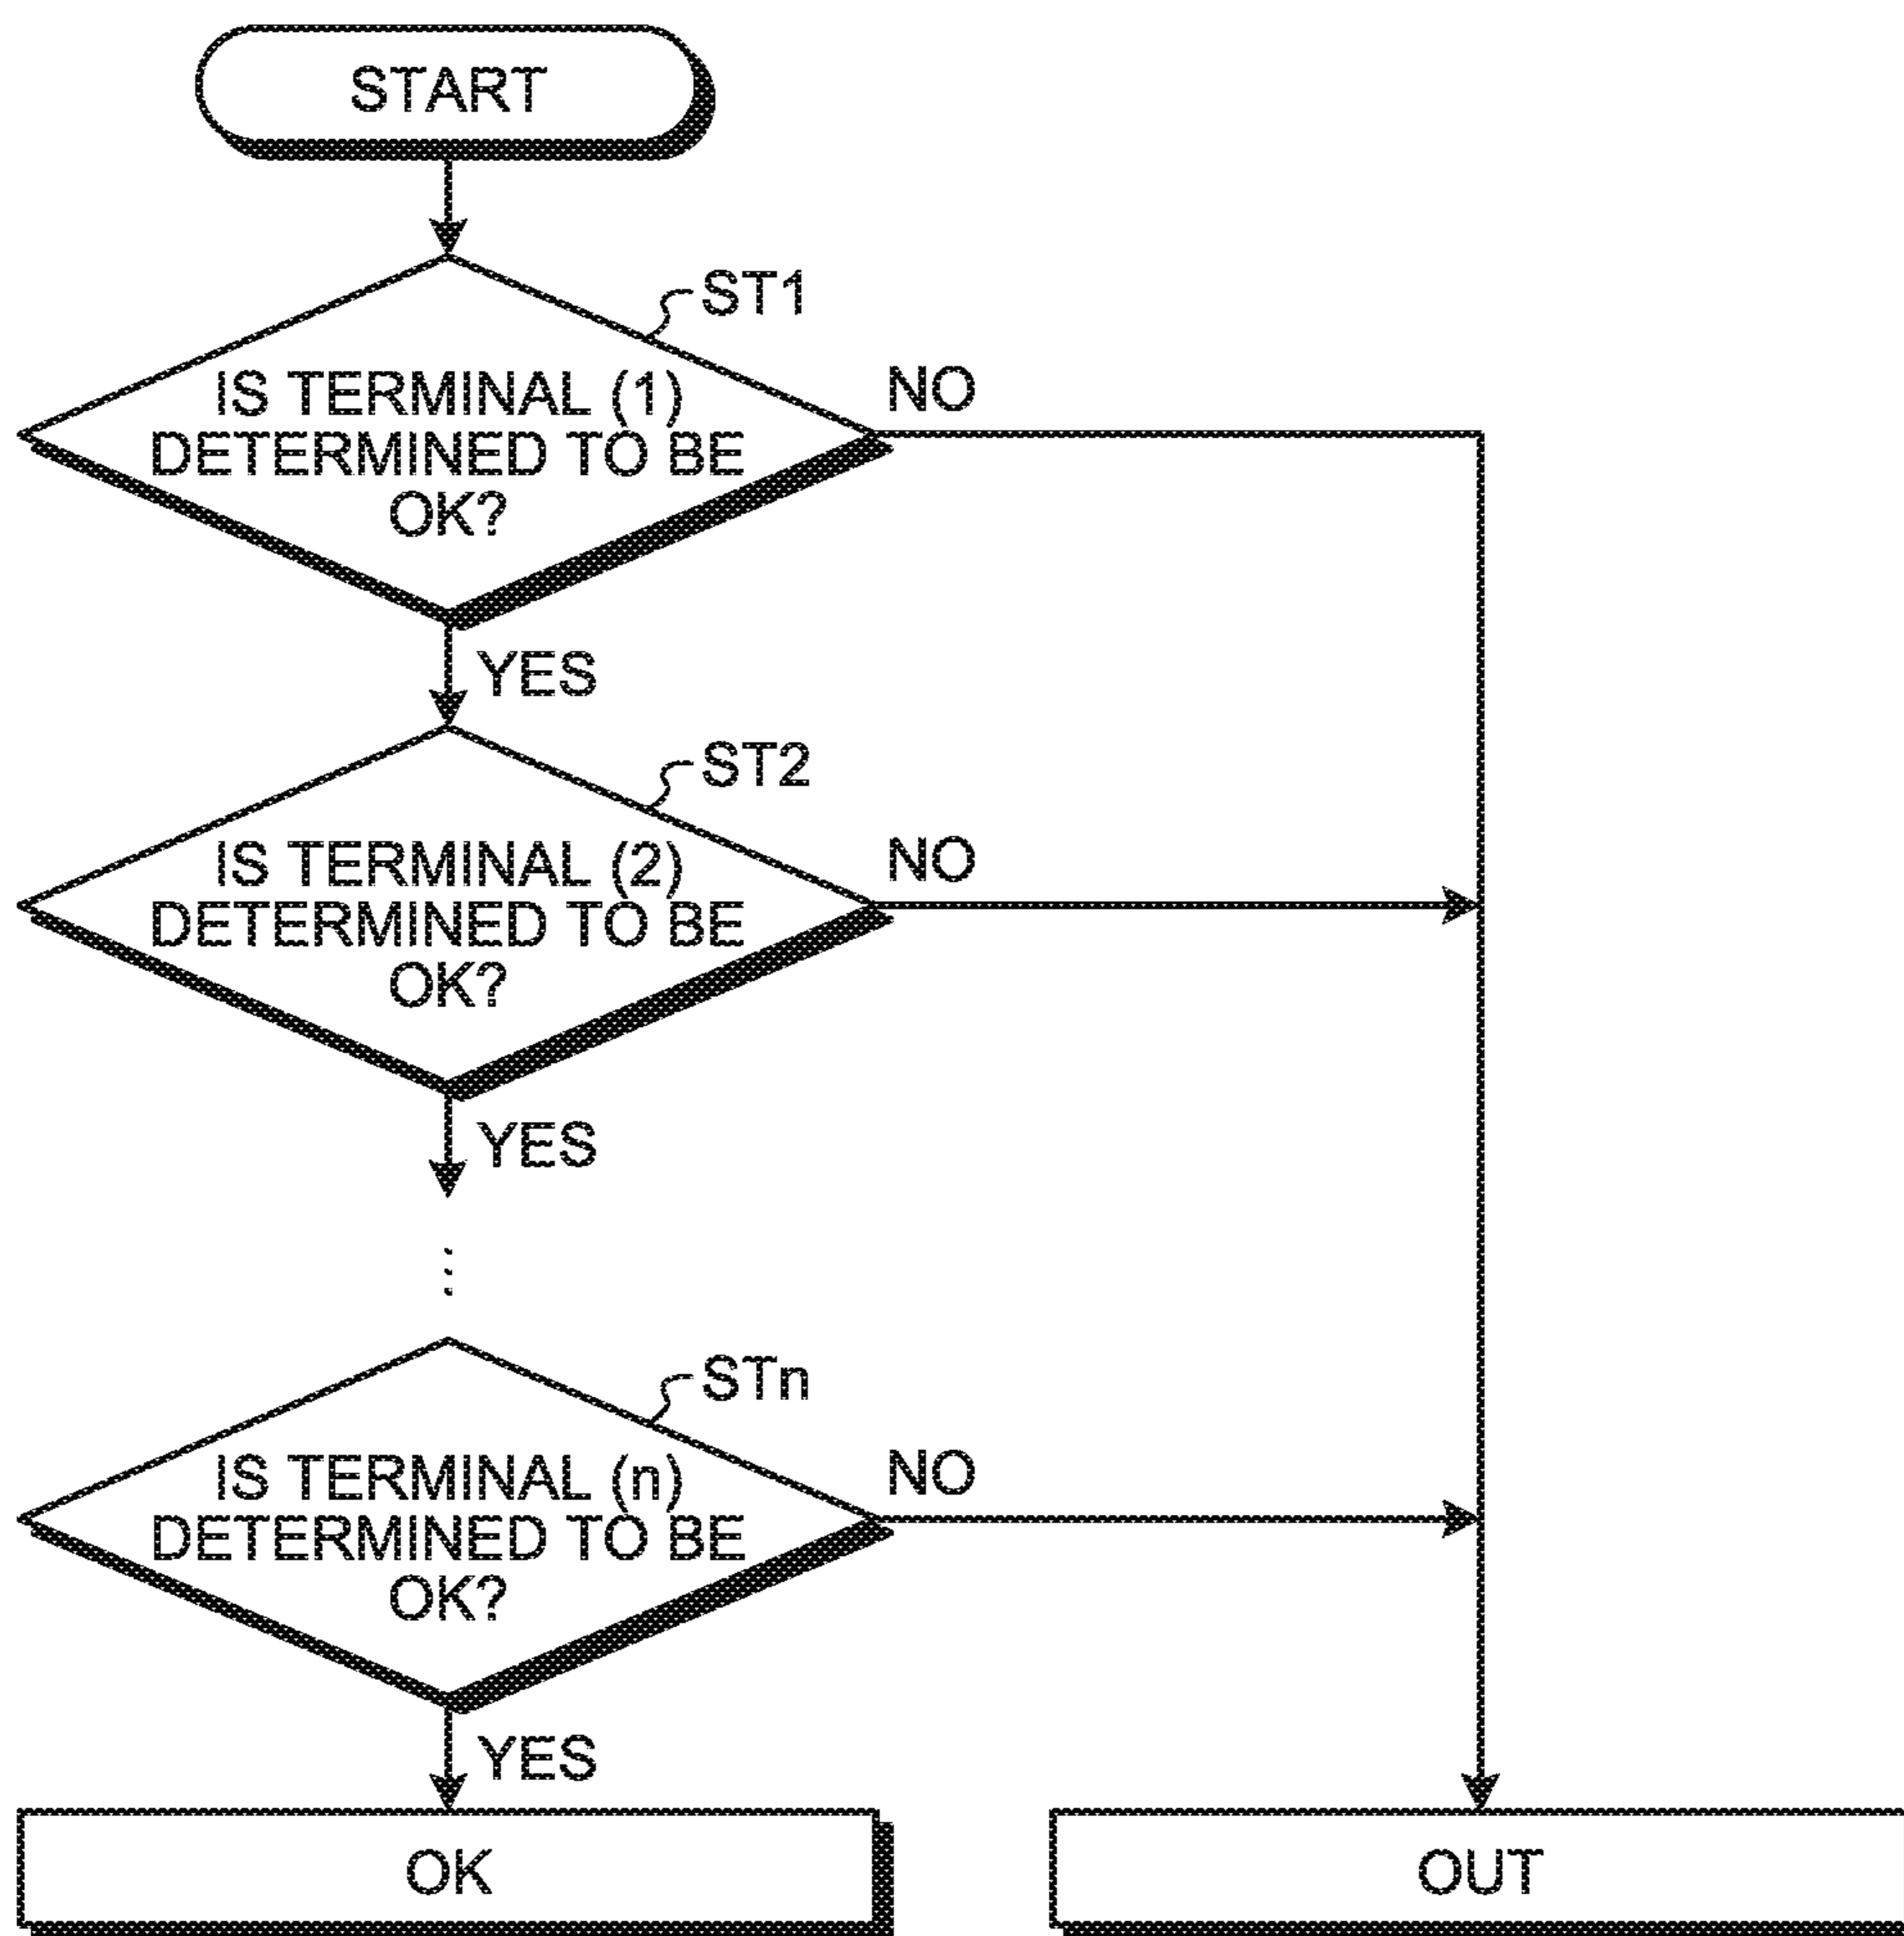 START
ST1
IS TERMINAL (1)
DETERMINED TO BE
OK?
NO
YES
ST2
IS TERMINAL (2)
DETERMINED TO BE
OK?
NO
YES
⋮
STn
IS TERMINAL (n)
DETERMINED TO BE
OK?
NO
YES
OK
OUT